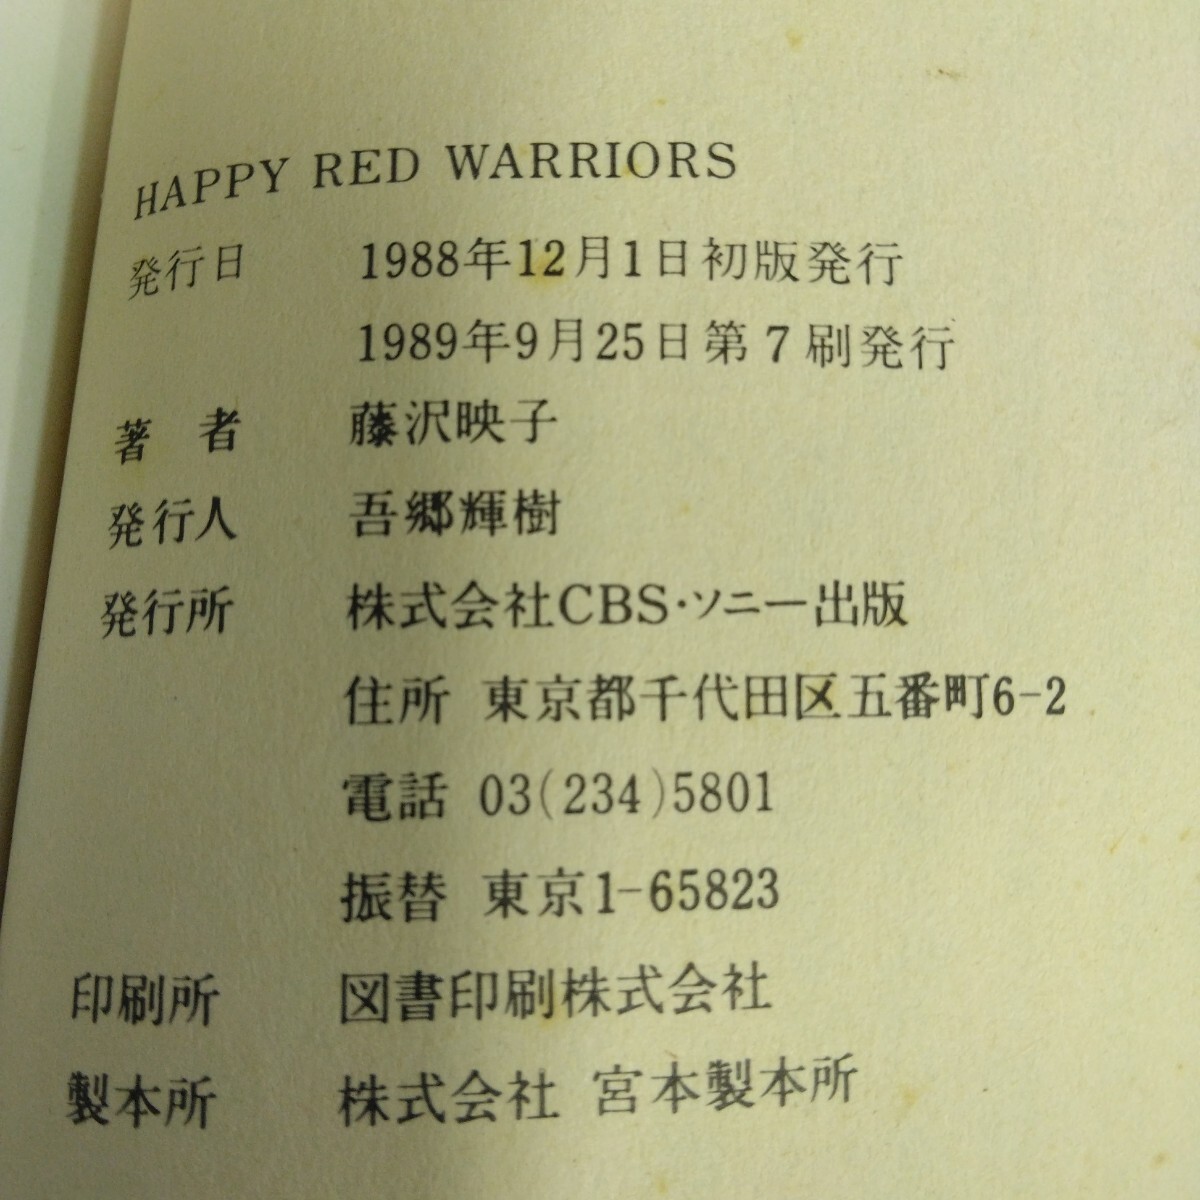 HAPPY RED WARRIORS
発行日 1988年12月1日初版発行
1989年9月25日第7刷発行
著者 藤沢映子
発行人 吾郷輝樹
発行所 株式会社CBS・ソニー出版
住所 東京都千代田区五番町6-2
電話 03(234)5801
振替 東京1-65823
印刷所 図書印刷株式会社
製本所 株式会社 宮本製本所